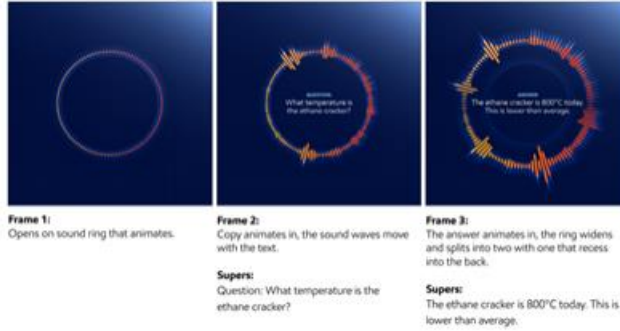 QUESTION
What temperature is
the ethane cracker?
ANSWER
The ethane cracker is 800°C today.
This is lower than average.
Frame 1:
Opens on sound ring that animates.
Frame 2:
Copy animates in, the sound waves move
with the text.
Supers:
Question: What temperature is the
ethane cracker?
Frame 3:
The answer animates in, the ring widens
and splits into two with one that recess
into the back.
Supers:
The ethane cracker is 800°C today. This is
lower than average.